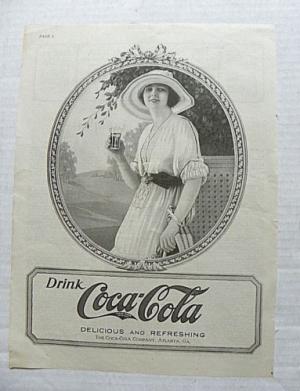 Drink
Coca-Cola
DELICIOUS AND REFRESHING
THE COCA-COLA COMPANY, ATLANTA, GA.